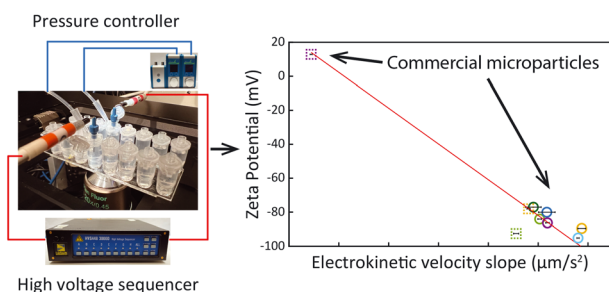 Pressure controller
High voltage sequencer
Commercial microparticles
Zeta Potential (mV)
40
20
0
-20
-40
-60
-80
-100
Electrokinetic velocity slope (μm/s²)